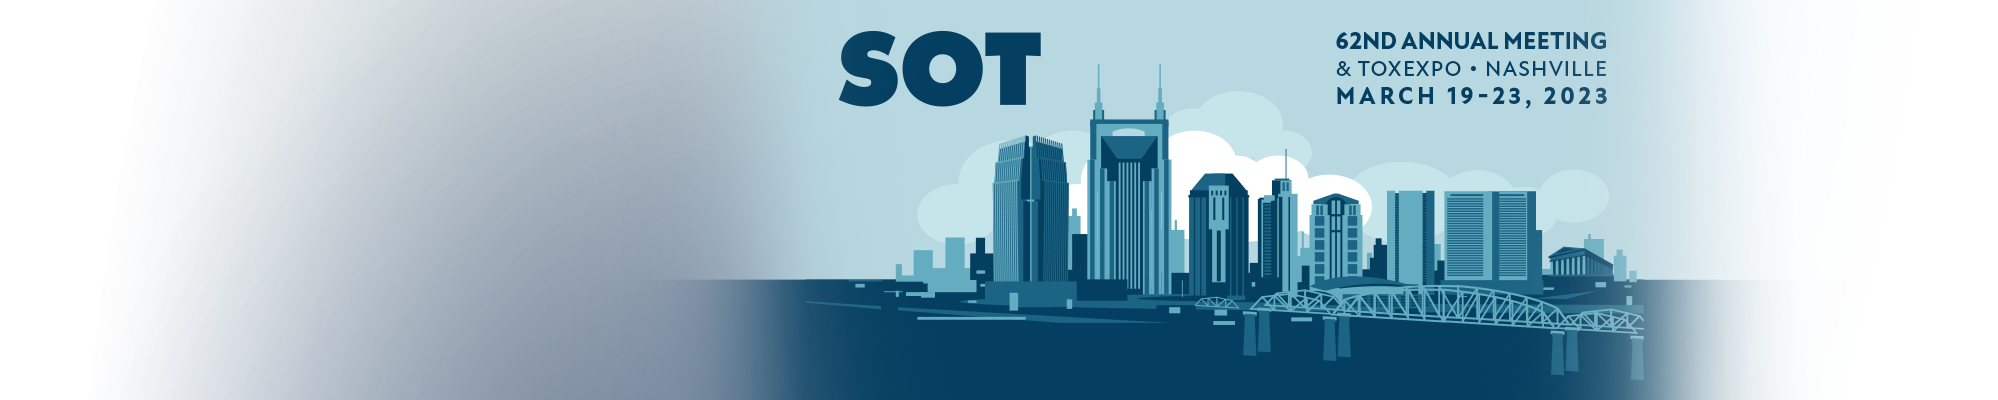 SOT
62ND ANNUAL MEETING
& TOXEXPO • NASHVILLE
MARCH 19-23, 2023